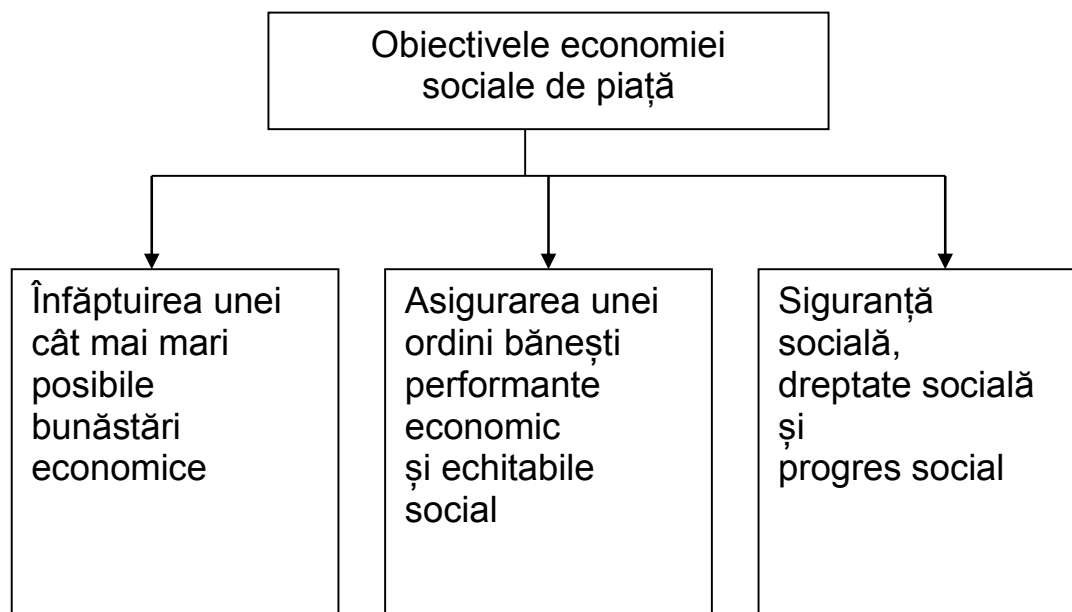 Obiectivele economiei
sociale de piață
Înfăptuirea unei
cât mai mari
posibile
bunăstări
economice
Asigurarea unei
ordini bănești
performante
economic
și echitabile
social
Siguranță
socială,
dreptate socială
și
progres social